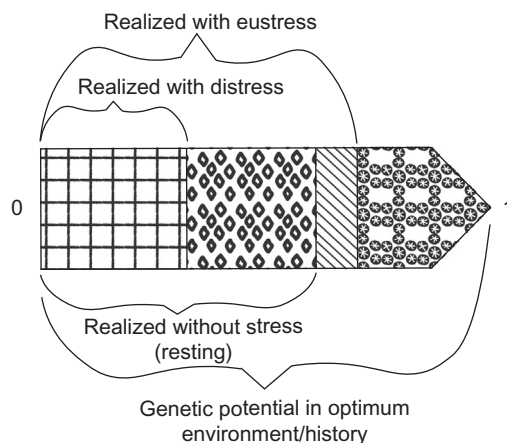 Realized with eustress
Realized with distress
0
1
Realized without stress
(resting)
Genetic potential in optimum
environment/history